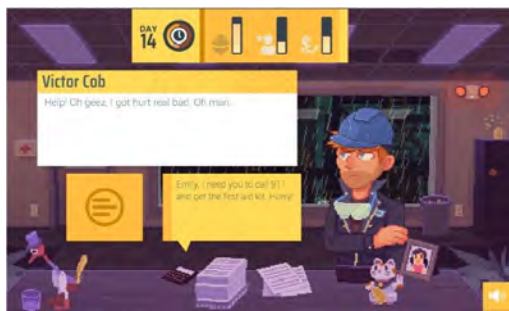 DAY
14
Victor Cob
Help! Oh geez, I got hurt real bad. Oh man.
Emily, I need you to call 911
and get the first aid kit. Hurry!